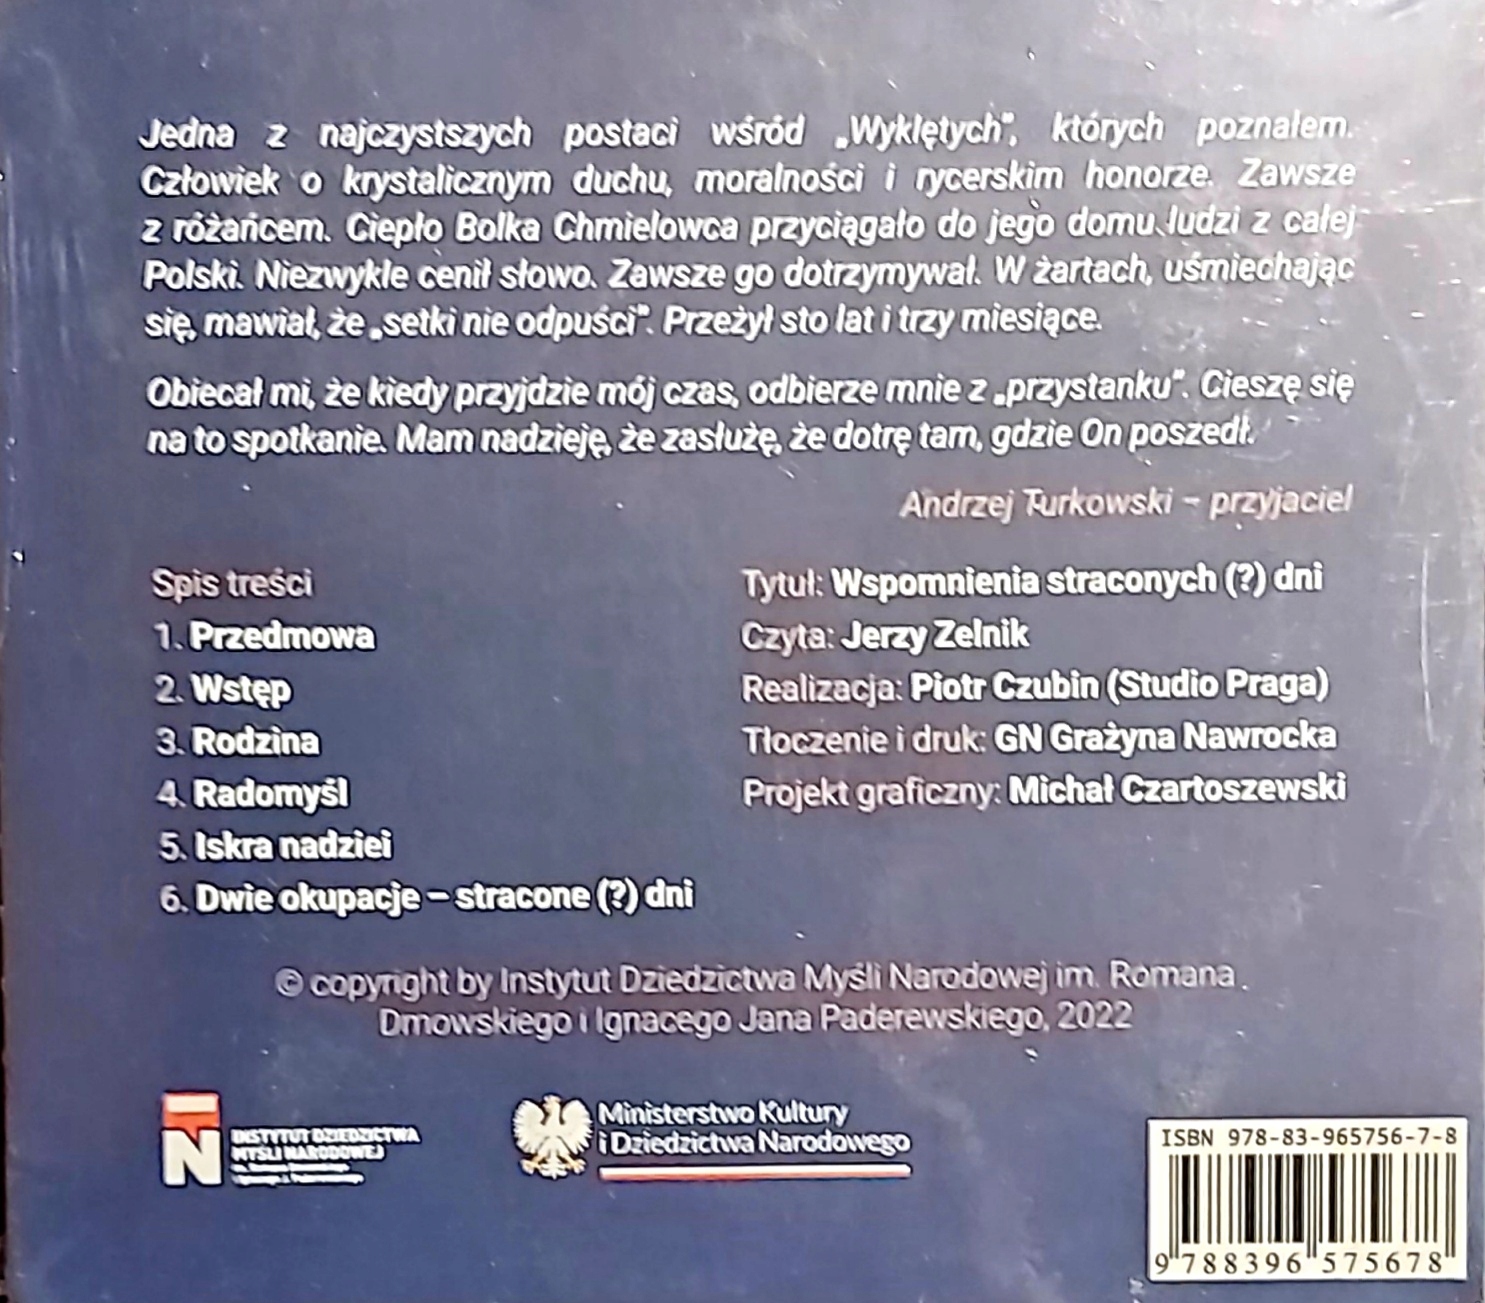 Jedna z najczystszych postaci wśród „Wyklętych", których poznałem.
Człowiek o krystalicznym duchu, moralności i rycerskim honorze. Zawsze
z różańcem. Ciepło Bolka Chmielowca przyciągało do jego domu ludzi z całej
Polski. Niezwykle cenił słowo. Zawsze go dotrzymywał. W żartach, uśmiechając
się, mawiał, że „setki nie odpuści". Przeżył sto lat i trzy miesiące.
Obiecał mi, że kiedy przyjdzie mój czas, odbierze mnie z „przystanku". Cieszę się
na to spotkanie. Mam nadzieję, że zasłużę, że dotrę tam, gdzie On poszedł.
Andrzej Turkowski – przyjaciel
Spis treści
1. Przedmowa
2. Wstęp
3. Rodzina
4. Radomyśl
5. Iskra nadziei
6. Dwie okupacje – stracone (?) dni
Tytuł: Wspomnienia straconych (?) dni
Czyta: Jerzy Zelnik
Realizacja: Piotr Czubin (Studio Praga)
Tłoczenie i druk: GN Grażyna Nawrocka
Projekt graficzny: Michał Czartoszewski
© copyright by Instytut Dziedzictwa Myśli Narodowej im. Romana
Dmowskiego i Ignacego Jana Paderewskiego, 2022
INSTYTUT DZIEDZICTWA
MYŚLI NARODOWEJ
Ministerstwo Kultury
i Dziedzictwa Narodowego
ISBN 978-83-965756-7-8
9 788396 575678